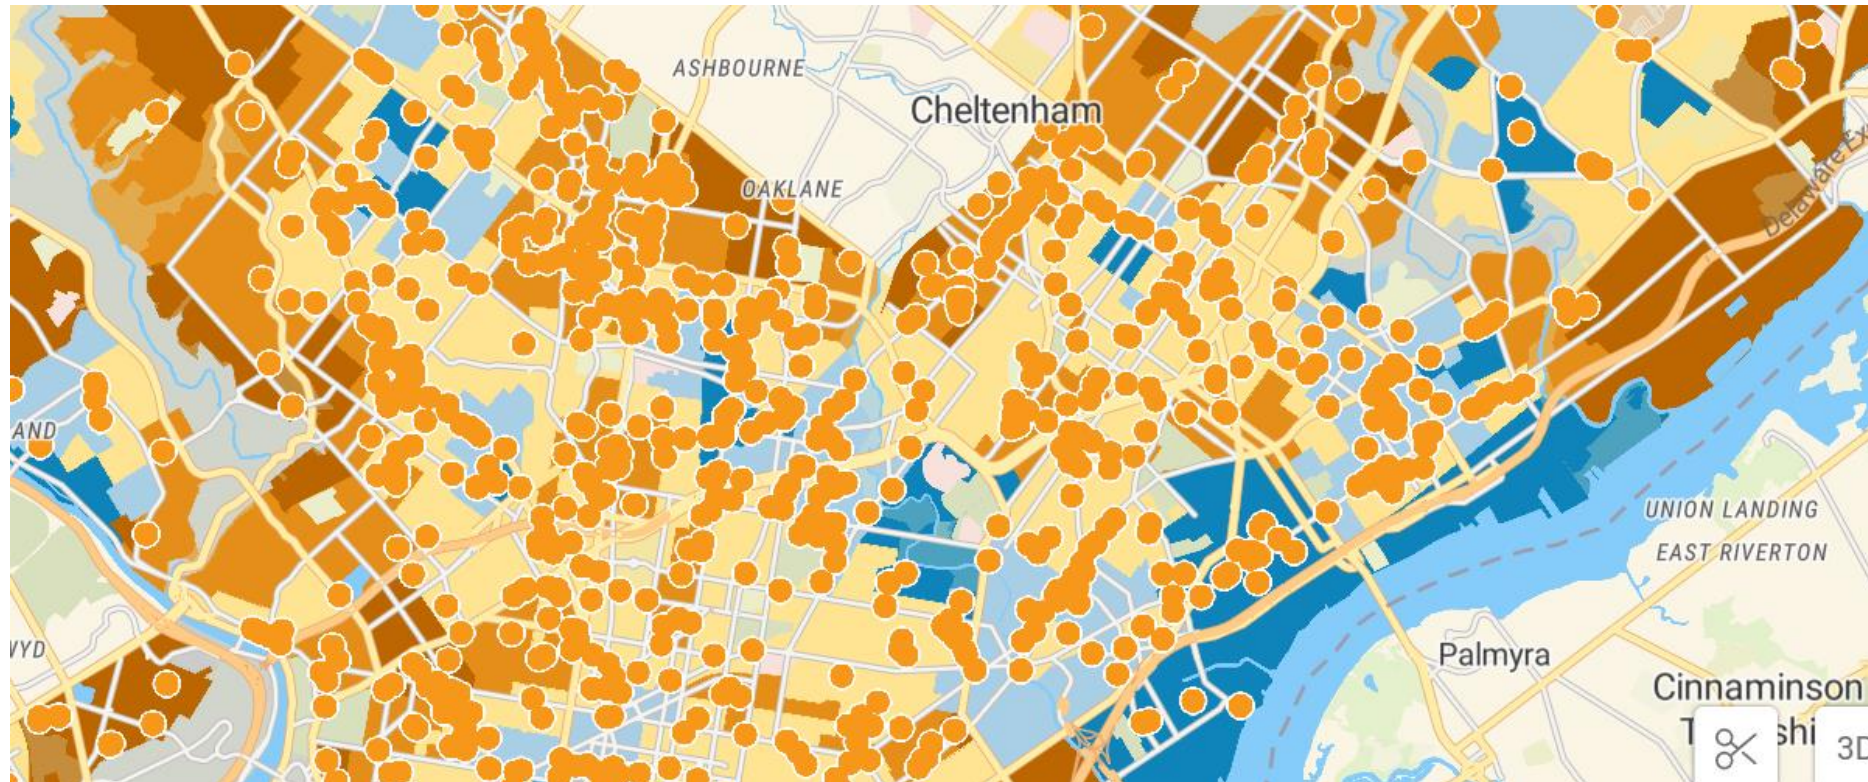 ASHBOURNE
Cheltenham
OAKLANE
Delaware Ex
AND
UNION LANDING
EAST RIVERTON
WYD
Palmyra
Cinnaminson
T shi
3D